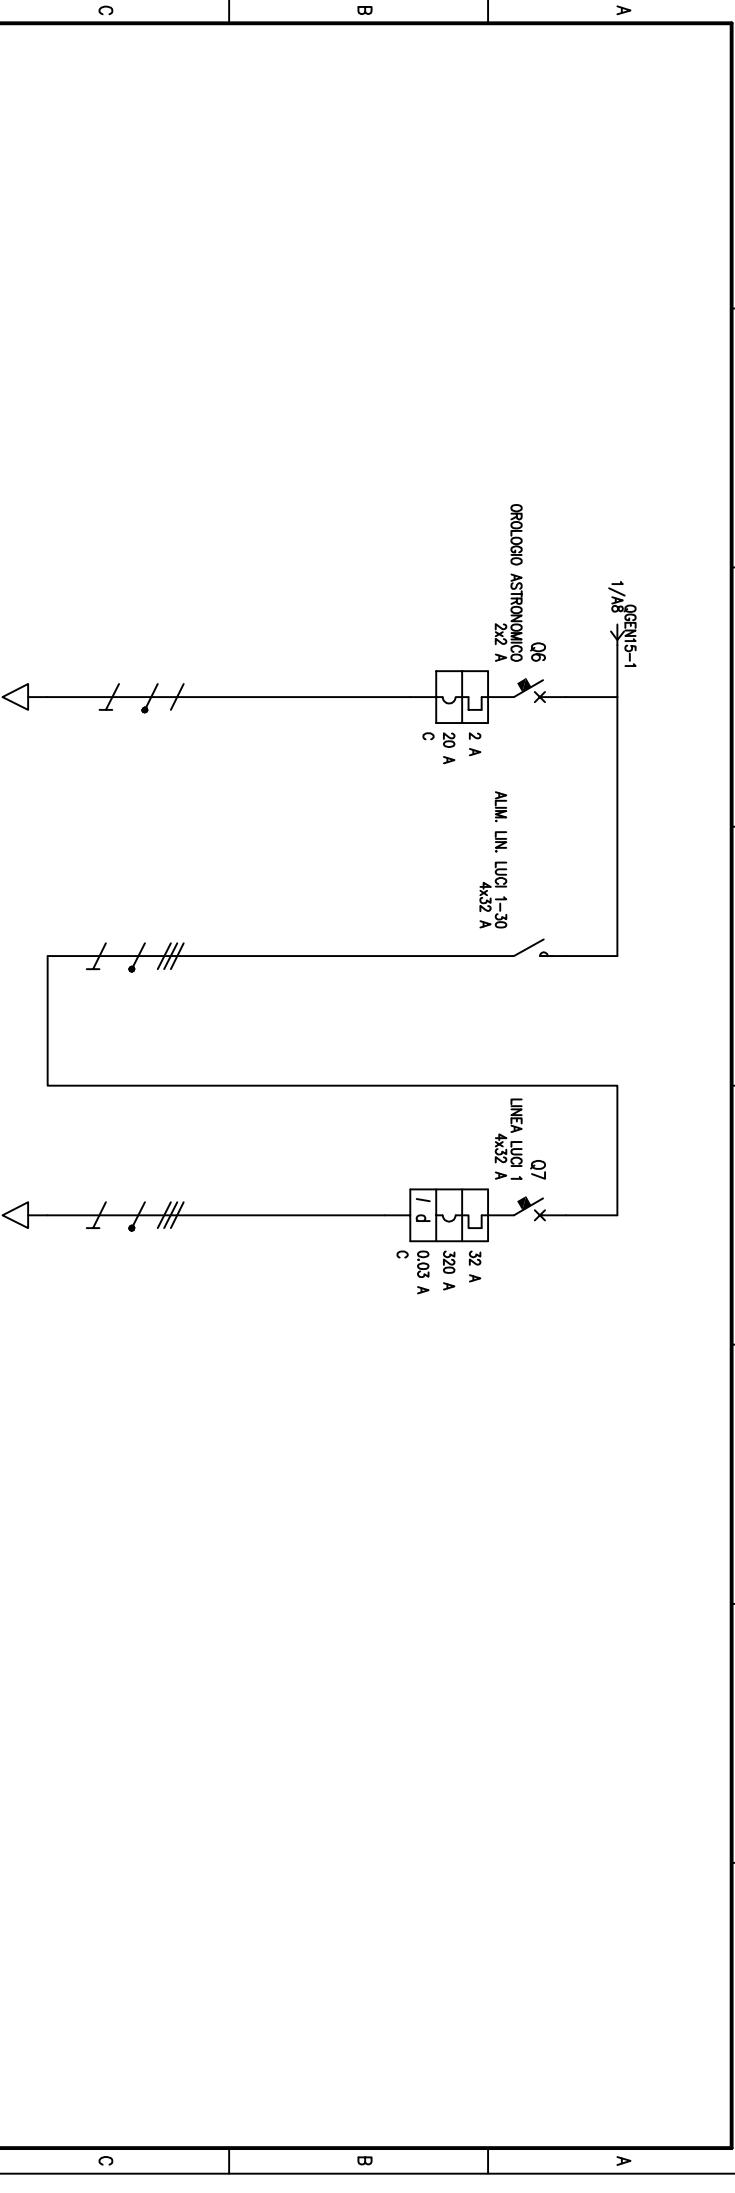 A
B
C
QGEN15-1
1/A8
Q6
OROLOGIO ASTRONOMICO
2x2 A
2 A
20 A
C
ALIM. LIN. LUCI 1-30
4x32 A
Q7
LINEA LUCI 1
4x32 A
32 A
320 A
I d
0.03 A
C
A
B
C